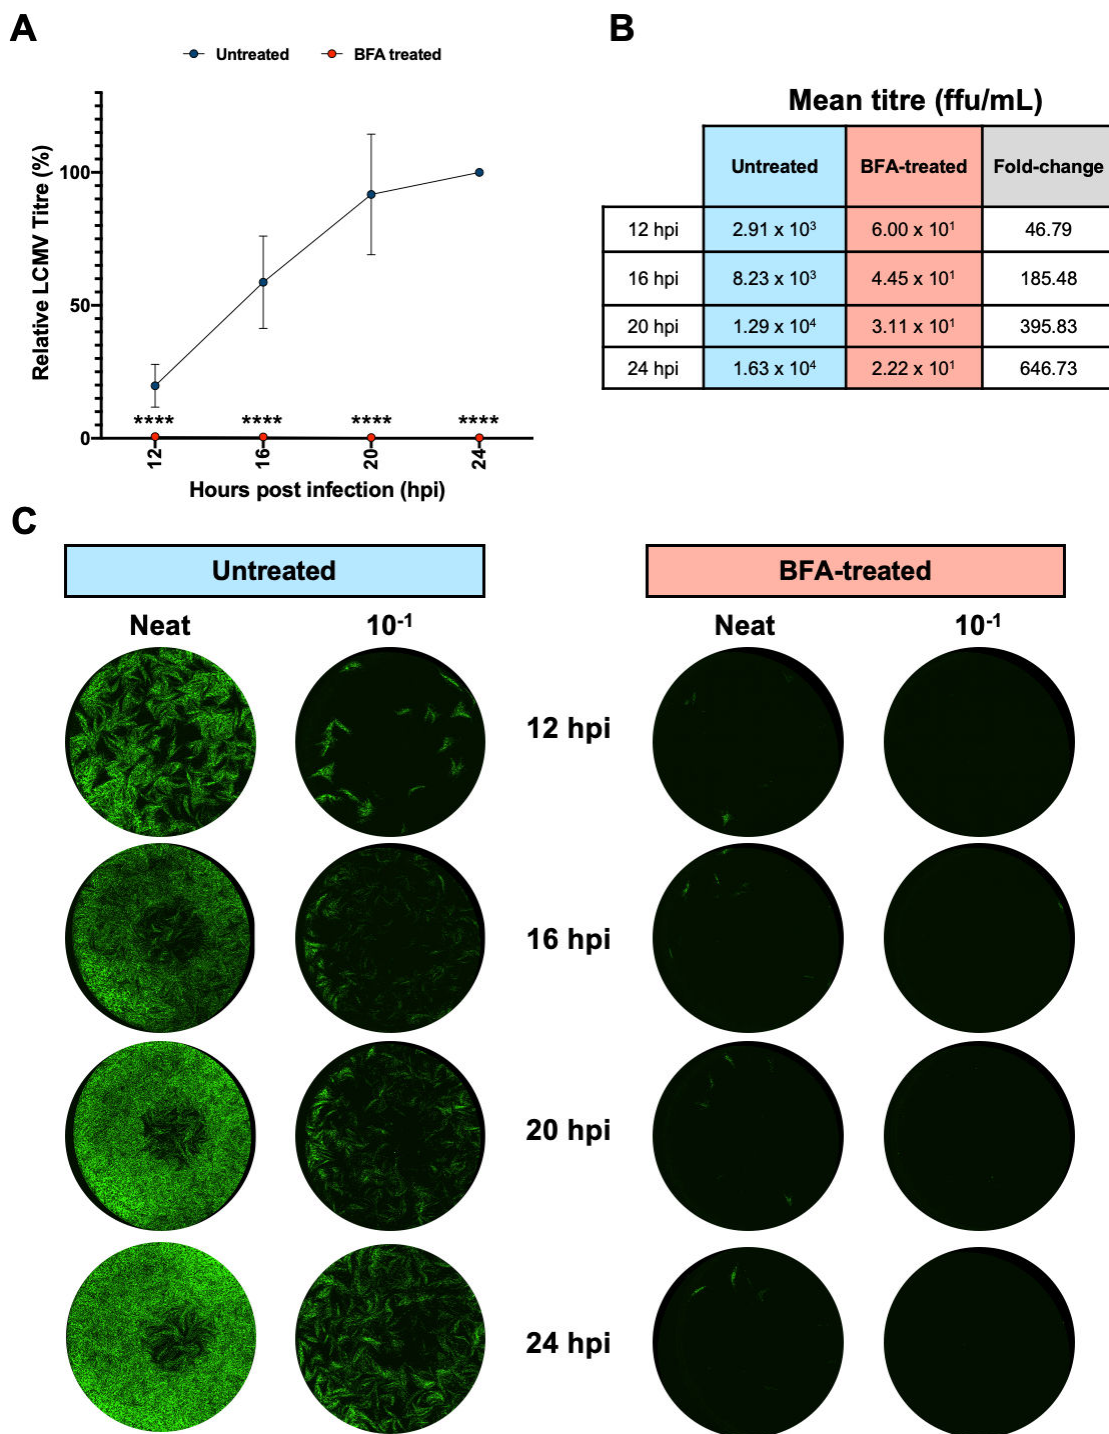 A
Untreated
BFA treated
Relative LCMV Titre (%)
100
50
0
**** **** **** ****
12 16 20 24
Hours post infection (hpi)
B
Mean titre (ffu/mL)
Untreated BFA-treated Fold-change
12 hpi 2.91 x 10³ 6.00 x 10¹ 46.79
16 hpi 8.23 x 10³ 4.45 x 10¹ 185.48
20 hpi 1.29 x 10⁴ 3.11 x 10¹ 395.83
24 hpi 1.63 x 10⁴ 2.22 x 10¹ 646.73
C
Untreated BFA-treated
Neat 10⁻¹ Neat 10⁻¹
12 hpi
16 hpi
20 hpi
24 hpi